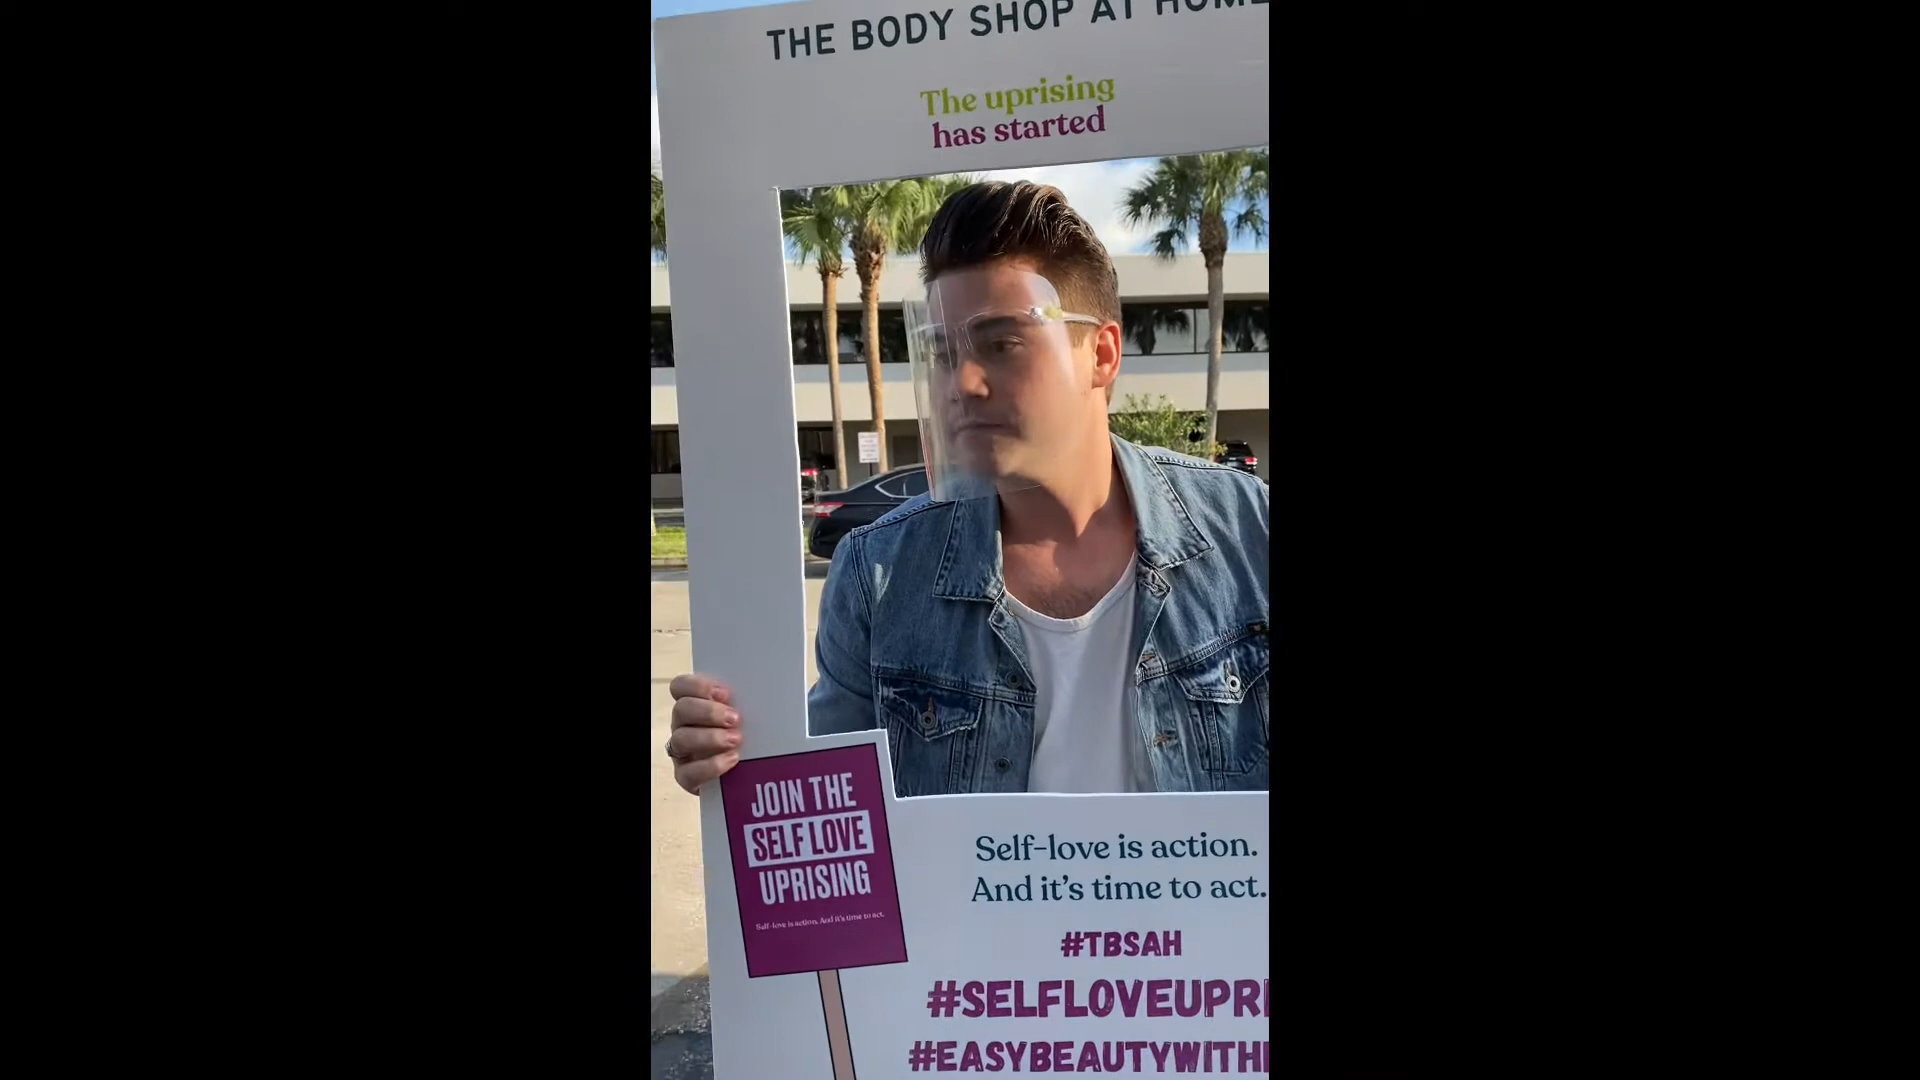 THE BODY SHOP AT HOME
The uprising
has started
JOIN THE
SELF LOVE
UPRISING
Self-love is action. And it's time to act.
Self-love is action.
And it's time to act.
#TBSAH
#SELFLOVEUPRI
#EASYBEAUTYWITH